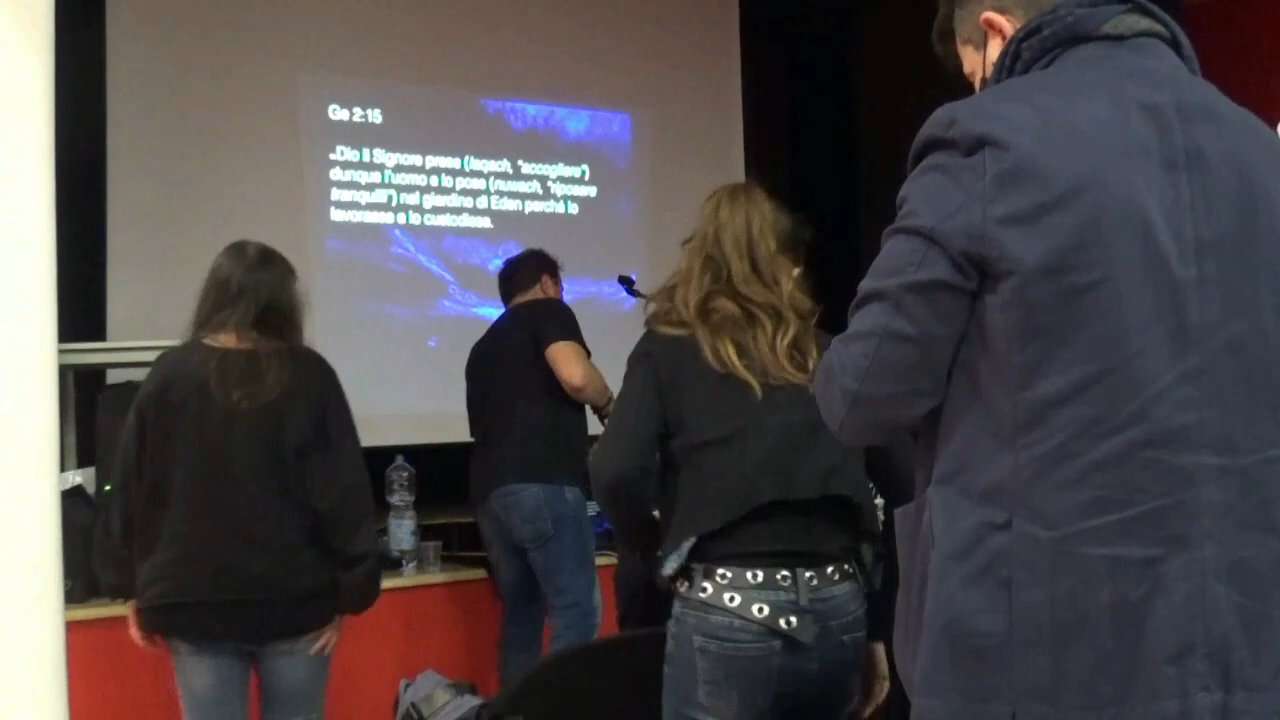 Ge 2:15
..Dio il Signore prese (laqach, "accogliere")
dunque l'uomo e lo pose (nuwach, "riposare
tranquilli") nel giardino di Eden perché lo
lavorasse e lo custodisse.